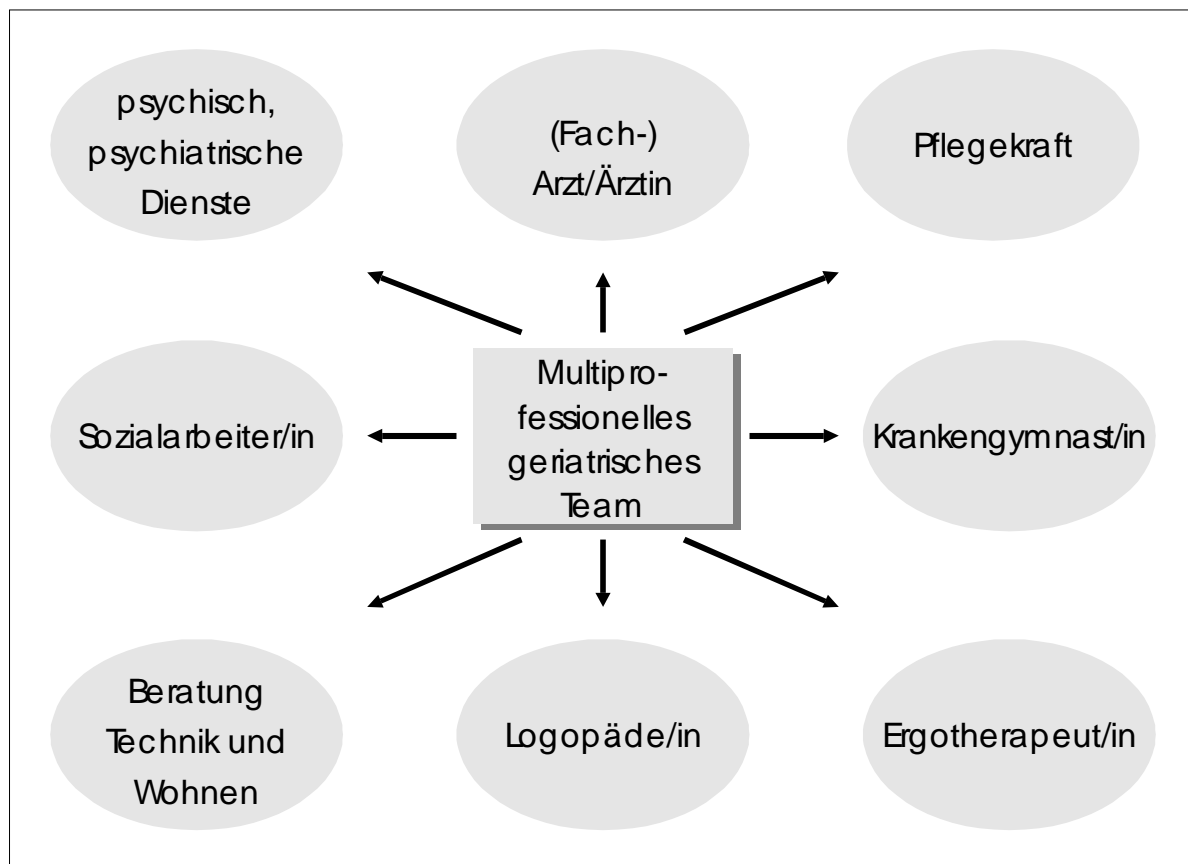 psychisch,
psychiatrische
Dienste
(Fach-)
Arzt/Ärztin
Pflegekraft
Sozialarbeiter/in
Multipro-
fessionelles
geriatrisches
Team
Krankengymnast/in
Beratung
Technik und
Wohnen
Logopäde/in
Ergotherapeut/in